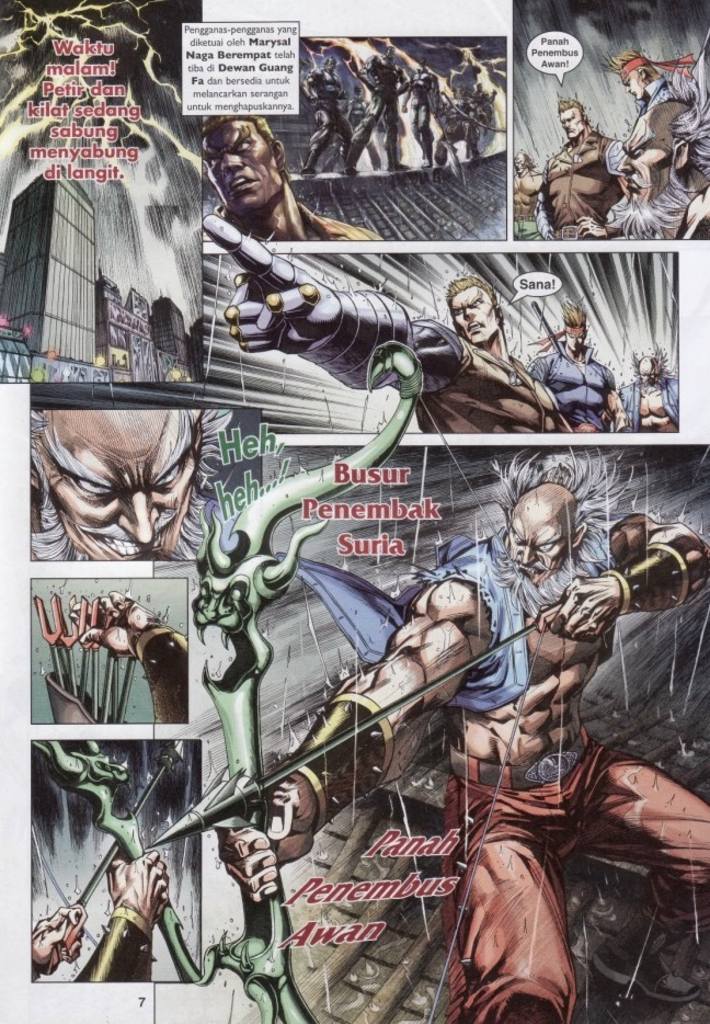 Waktu
malam!
Petir dan
kilat sedang
sabung
menyabung
di langit.
Pengganas-pengganas yang
diketuai oleh Marysal
Naga Berempat telah
tiba di Dewan Guang
Fa dan bersedia untuk
melancarkan serangan
untuk menghapuskannya.
Panah
Penembus
Awan!
Sana!
Heh,
heh...!
Busur
Penembak
Suria
Panah
Penembus
Awan
7